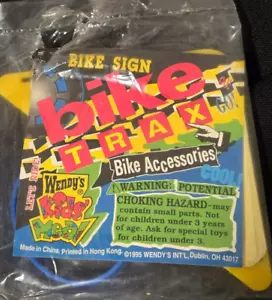 BIKE SIGN
bike
TRAX
Bike Accessories
COOL!
LET'S RIDE
WENDY'S
Kids'
Meal
WARNING: POTENTIAL
CHOKING HAZARD-may
contain small parts. Not
for children under 3 years
of age. Ask for special toys
for children under 3.
Made in China, Printed in Hong Kong.
©1995 WENDY'S INT'L, Dublin, OH 43017